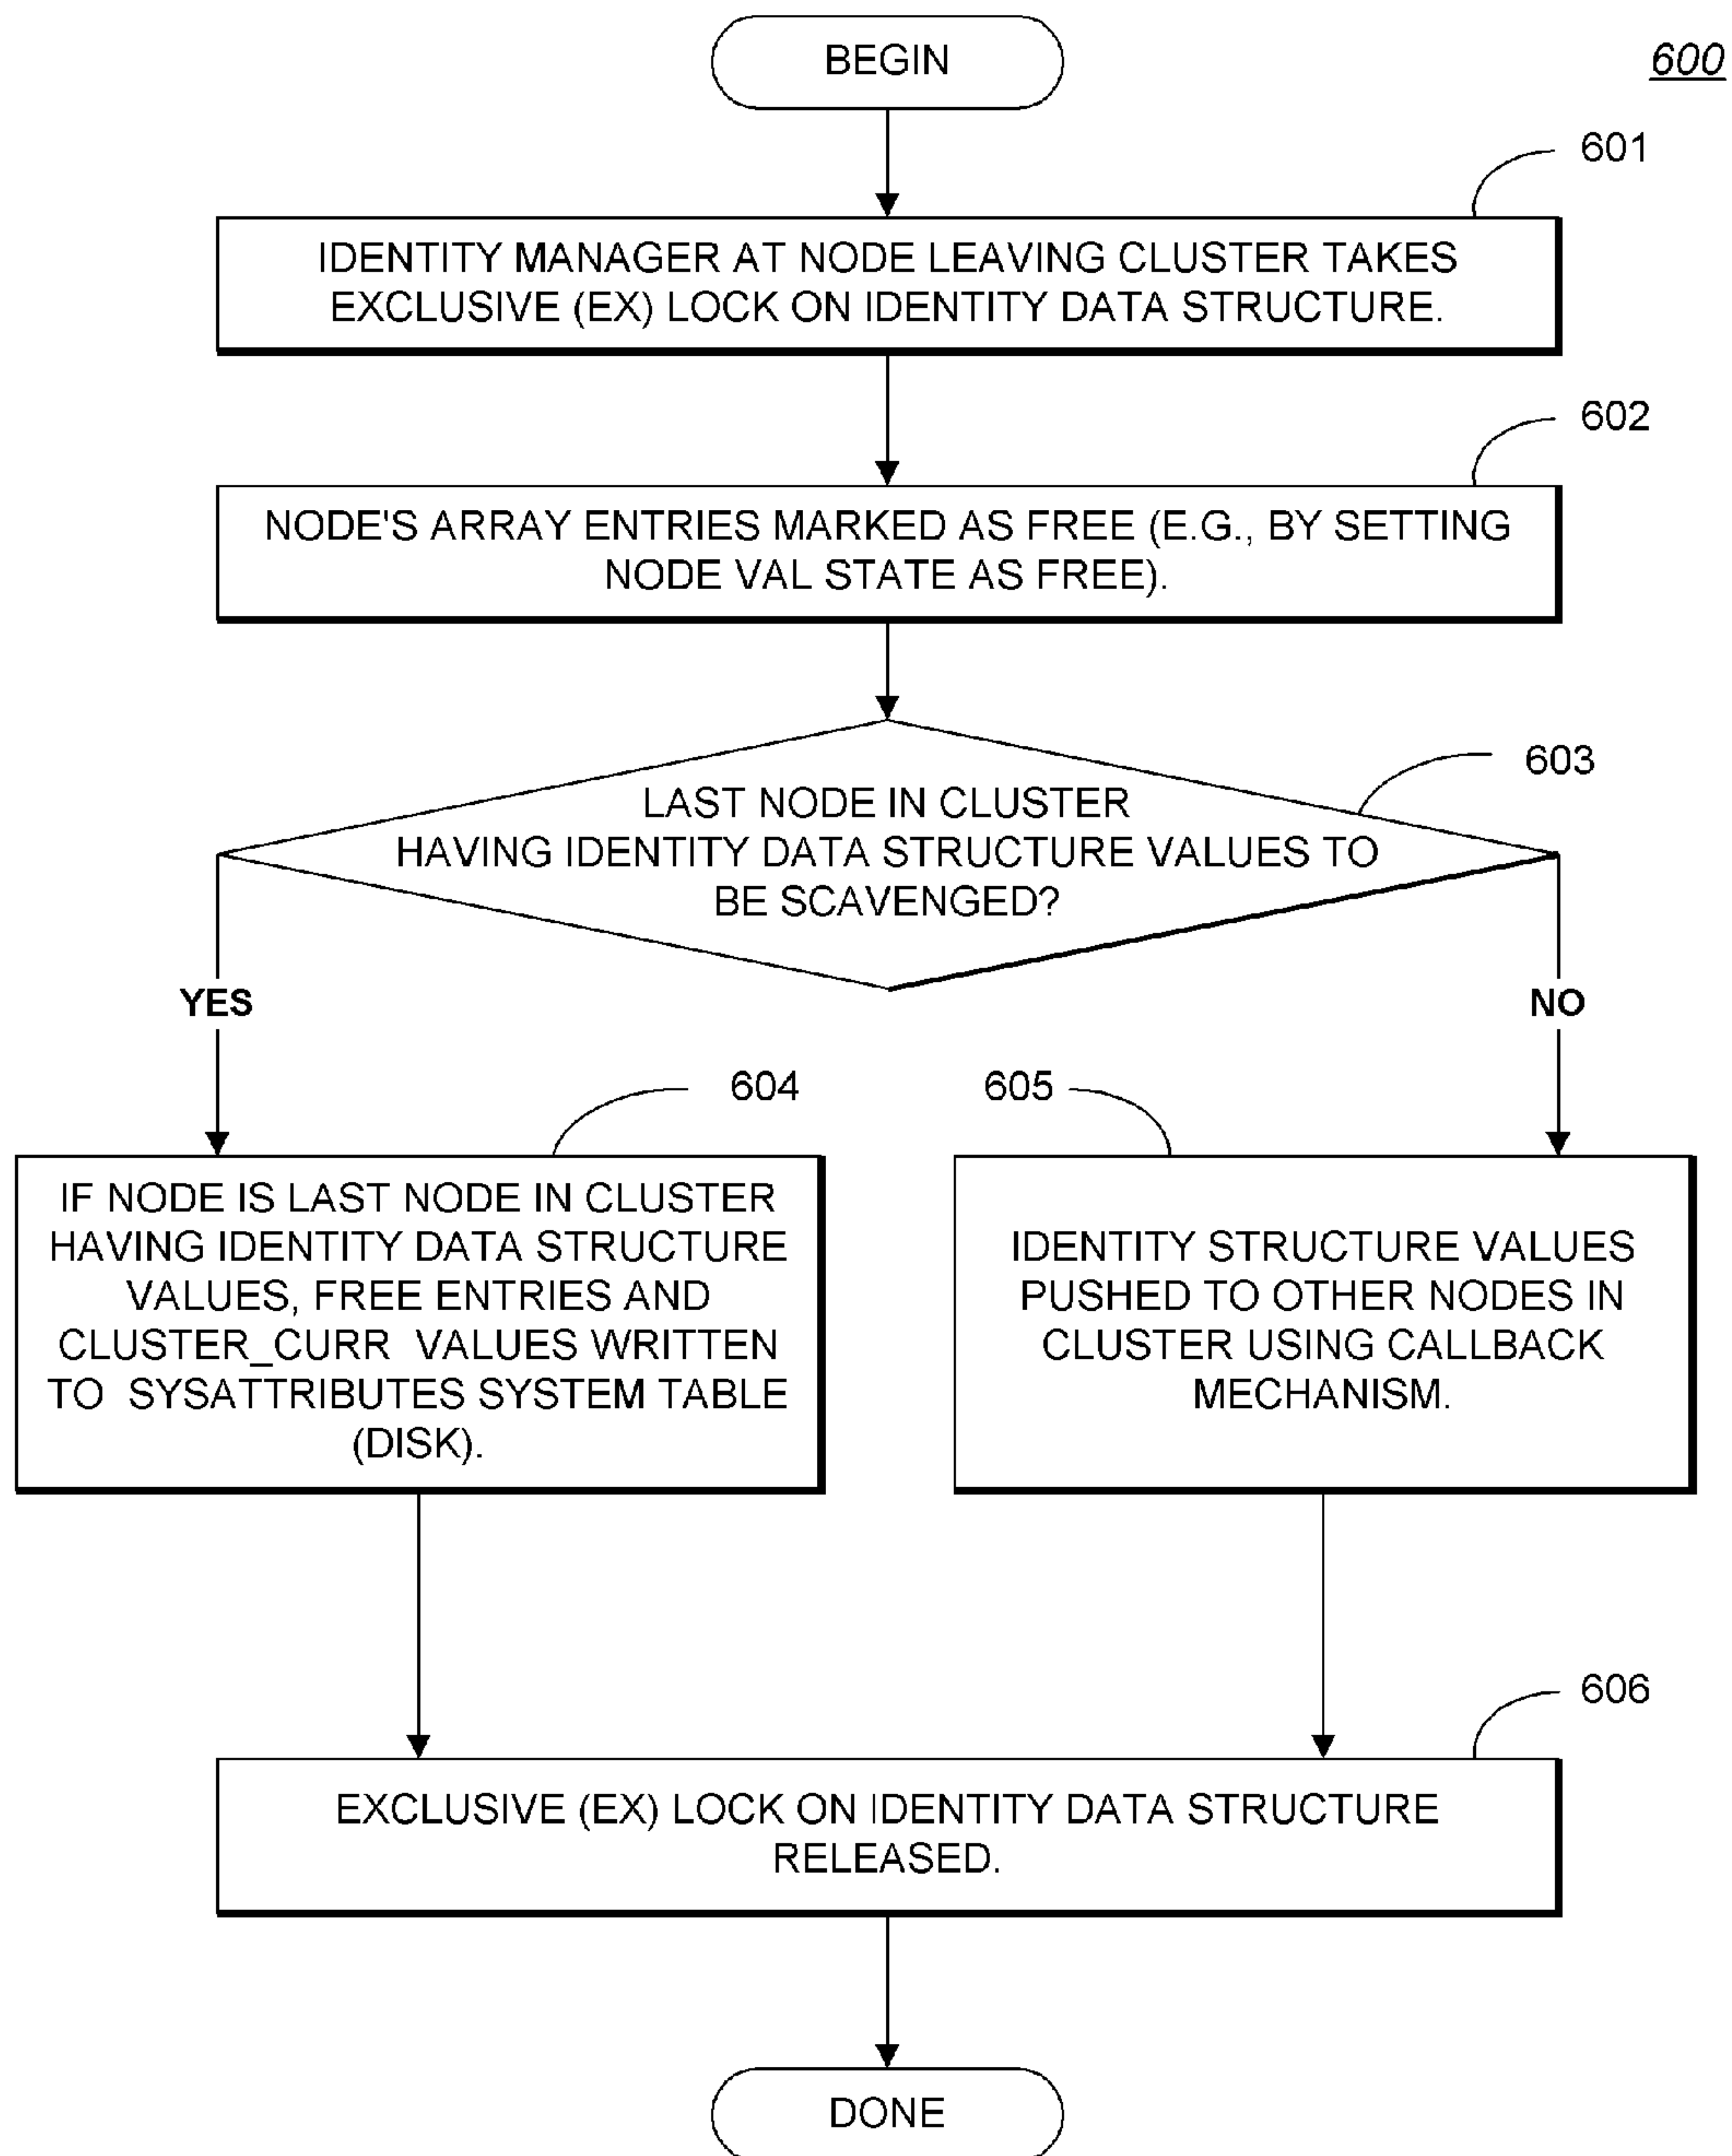 BEGIN
600
601
IDENTITY MANAGER AT NODE LEAVING CLUSTER TAKES
EXCLUSIVE (EX) LOCK ON IDENTITY DATA STRUCTURE.
602
NODE'S ARRAY ENTRIES MARKED AS FREE (E.G., BY SETTING
NODE VAL STATE AS FREE).
603
LAST NODE IN CLUSTER
HAVING IDENTITY DATA STRUCTURE VALUES TO
BE SCAVENGED?
YES
NO
604
IF NODE IS LAST NODE IN CLUSTER
HAVING IDENTITY DATA STRUCTURE
VALUES, FREE ENTRIES AND
CLUSTER_CURR VALUES WRITTEN
TO SYSATTRIBUTES SYSTEM TABLE
(DISK).
605
IDENTITY STRUCTURE VALUES
PUSHED TO OTHER NODES IN
CLUSTER USING CALLBACK
MECHANISM.
606
EXCLUSIVE (EX) LOCK ON IDENTITY DATA STRUCTURE
RELEASED.
DONE